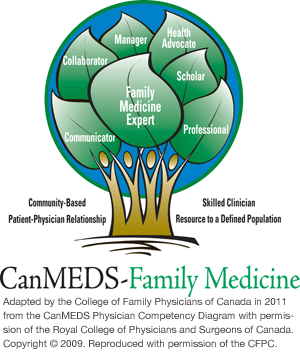 Health
Advocate
Manager
Collaborator
Scholar
Family
Medicine
Expert
Communicator
Professional
Community-Based
Skilled Clinician
Patient-Physician Relationship
Resource to a Defined Population
CanMEDS-Family Medicine
Adapted by the College of Family Physicians of Canada in 2011
from the CanMEDS Physician Competency Diagram with permis-
sion of the Royal College of Physicians and Surgeons of Canada.
Copyright © 2009. Reproduced with permission of the CFPC.